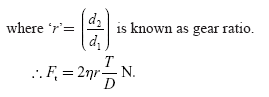 where ‘r’= (d₂/d₁) is known as gear ratio.
∴ Fₜ = 2ηr T/D N.